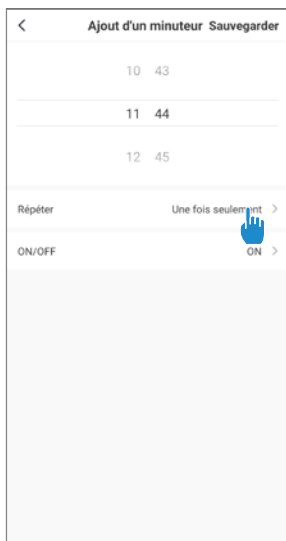 Ajout d'un minuteur Sauvegarder
10 43
11 44
12 45
Répéter Une fois seulement
ON/OFF ON